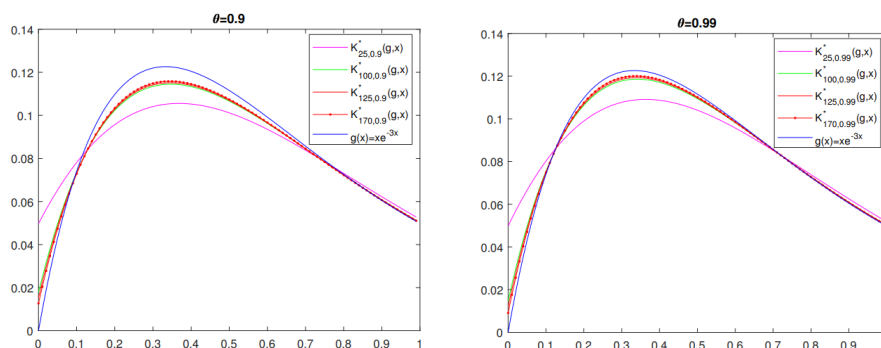 θ=0.9
0.14
0.12
0.1
0.08
0.06
0.04
0.02
0
0 0.1 0.2 0.3 0.4 0.5 0.6 0.7 0.8 0.9 1
K*25,0.9(g,x)
K*100,0.9(g,x)
K*125,0.9(g,x)
K*170,0.9(g,x)
g(x)=xe-3x
θ=0.99
0.14
0.12
0.1
0.08
0.06
0.04
0.02
0
0 0.1 0.2 0.3 0.4 0.5 0.6 0.7 0.8 0.9
K*25,0.99(g,x)
K*100,0.99(g,x)
K*125,0.99(g,x)
K*170,0.99(g,x)
g(x)=xe-3x